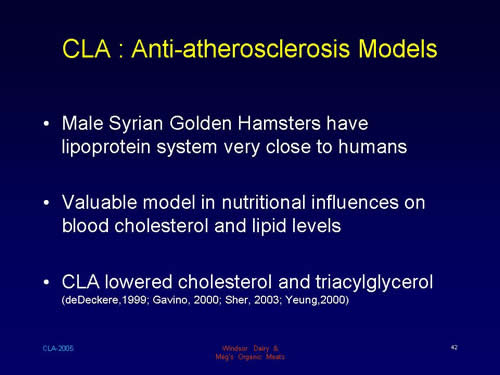 CLA : Anti-atherosclerosis Models
• Male Syrian Golden Hamsters have
lipoprotein system very close to humans
• Valuable model in nutritional influences on
blood cholesterol and lipid levels
• CLA lowered cholesterol and triacylglycerol
(deDeckere,1999; Gavino, 2000; Sher, 2003; Yeung,2000)
CLA-2005
Windsor Dairy &
Meg's Organic Meats
42